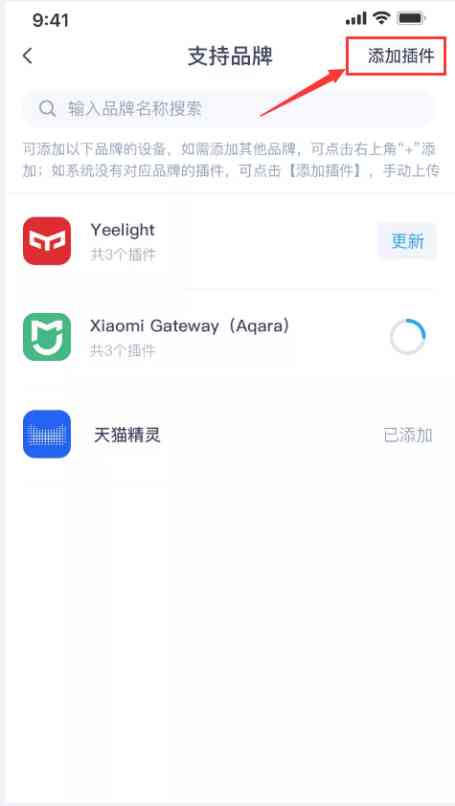 9:41
支持品牌
添加插件
输入品牌名称搜索
可添加以下品牌的设备，如需添加其他品牌，可点击右上角“+”添
加；如系统没有对应品牌的插件，可点击【添加插件】，手动上传
Yeelight
共3个插件
更新
Xiaomi Gateway（Aqara）
共3个插件
天猫精灵
已添加